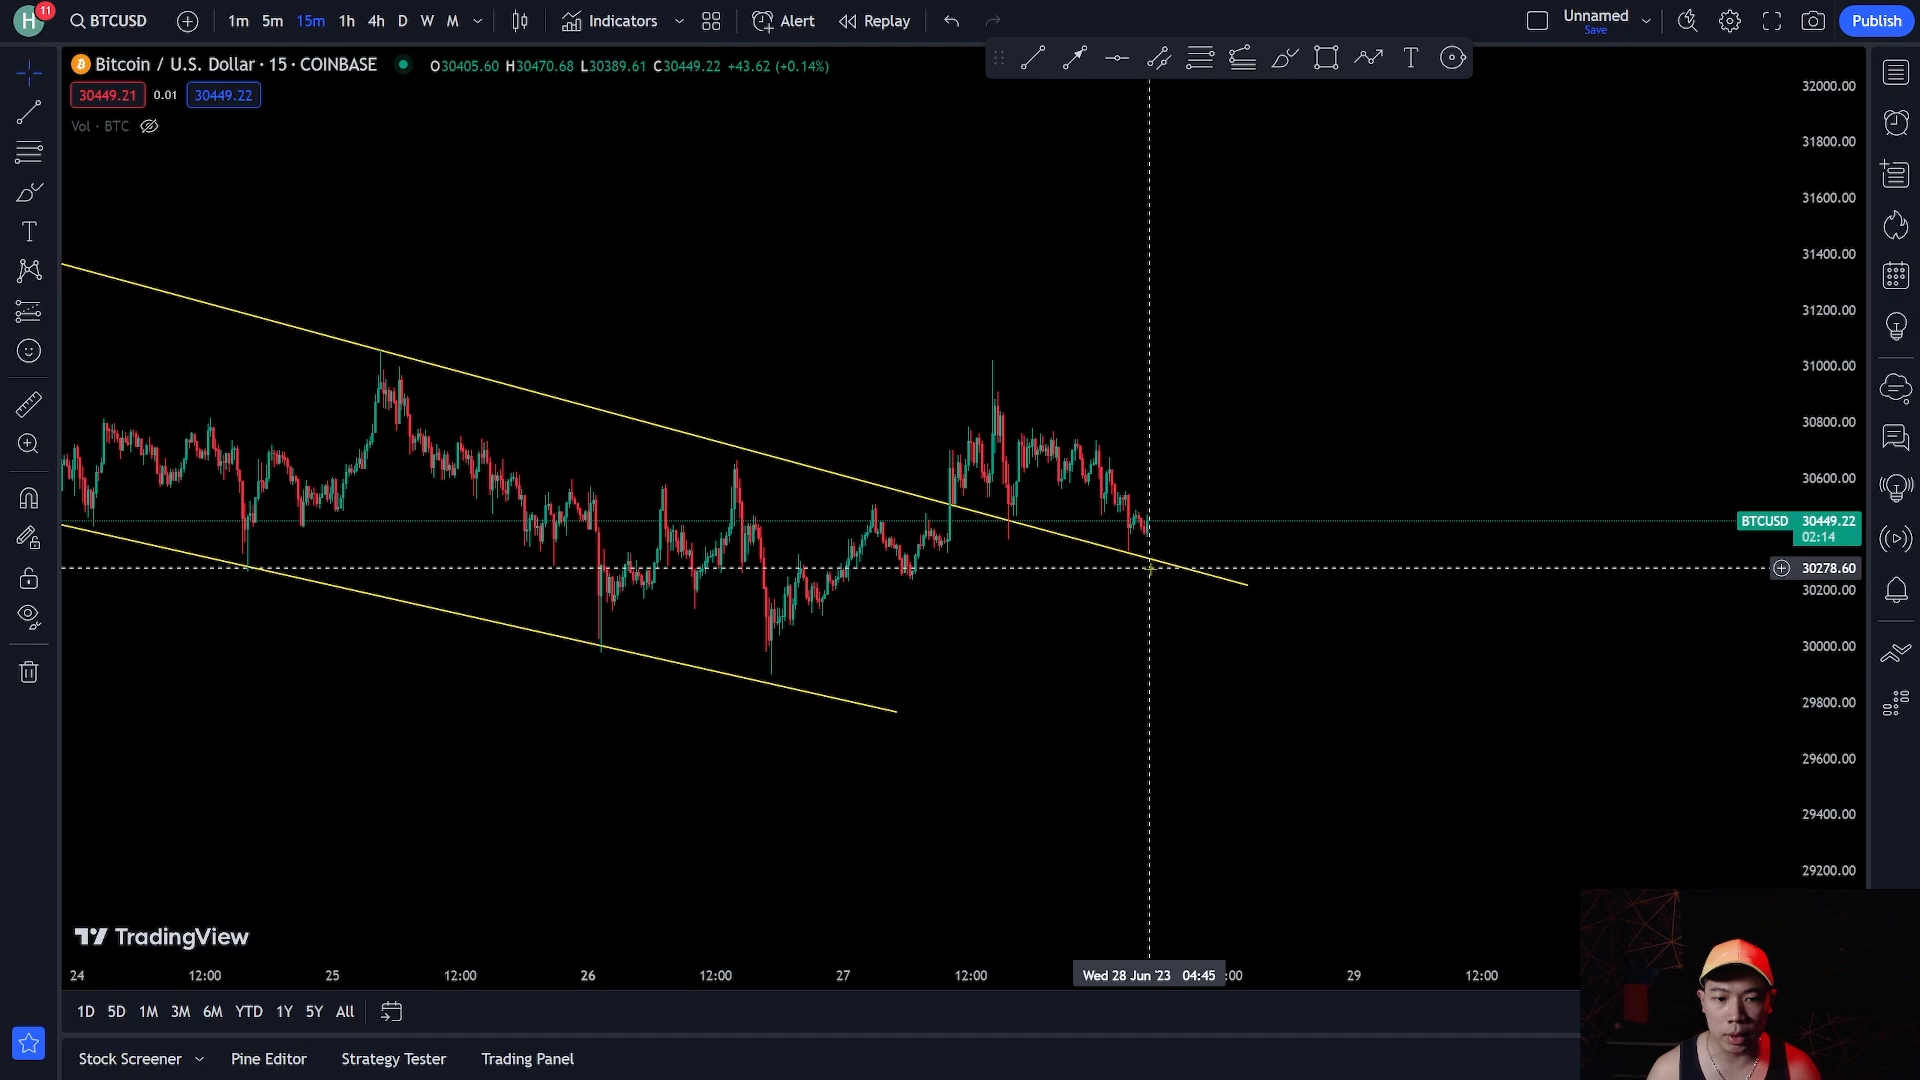 H 11 BTCUSD 1m 5m 15m 1h 4h D W M Indicators Alert Replay Unnamed Save Publish
Bitcoin / U.S. Dollar · 15 · COINBASE O30405.60 H30470.68 L30389.61 C30449.22 +43.62 (+0.14%)
30449.21 0.01 30449.22
Vol · BTC
32000.00
31800.00
31600.00
31400.00
31200.00
31000.00
30800.00
30600.00
BTCUSD 30449.22
02:14
30278.60
30200.00
30000.00
29800.00
29600.00
29400.00
29200.00
TradingView
24 12:00 25 12:00 26 12:00 27 12:00 Wed 28 Jun '23 04:45 :00 29 12:00
1D 5D 1M 3M 6M YTD 1Y 5Y All
Stock Screener Pine Editor Strategy Tester Trading Panel